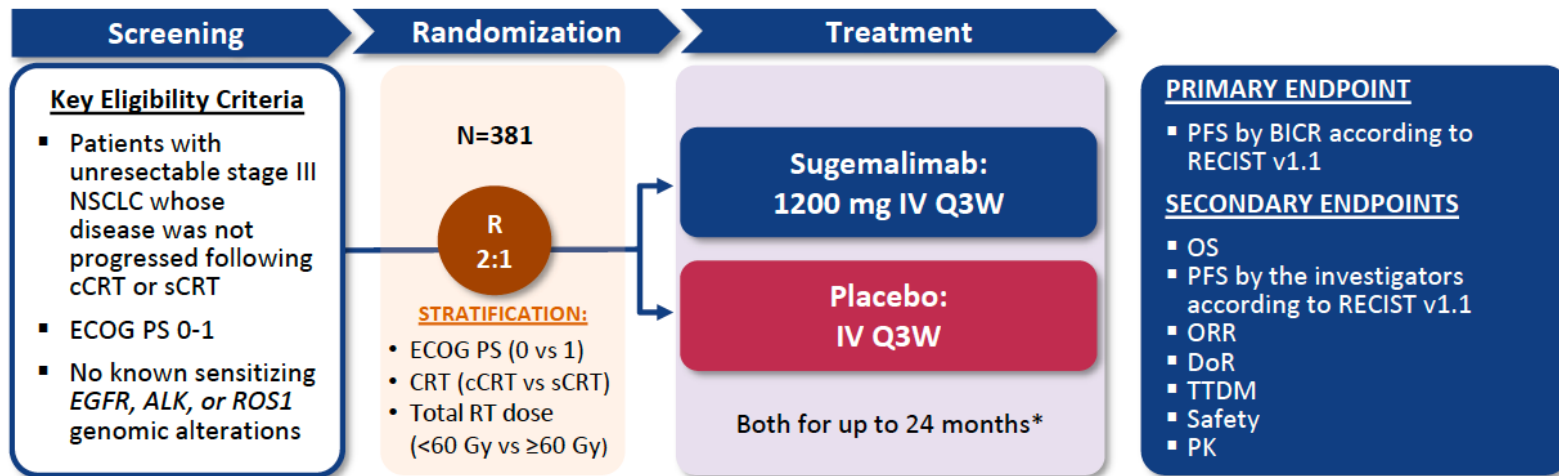 Screening
Randomization
Treatment
Key Eligibility Criteria
▪ Patients with
unresectable stage III
NSCLC whose
disease was not
progressed following
cCRT or sCRT
▪ ECOG PS 0-1
▪ No known sensitizing
EGFR, ALK, or ROS1
genomic alterations
N=381
R
2:1
STRATIFICATION:
• ECOG PS (0 vs 1)
• CRT (cCRT vs sCRT)
• Total RT dose
(<60 Gy vs ≥60 Gy)
Sugemalimab:
1200 mg IV Q3W
Placebo:
IV Q3W
Both for up to 24 months*
PRIMARY ENDPOINT
▪ PFS by BICR according to
RECIST v1.1
SECONDARY ENDPOINTS
▪ OS
▪ PFS by the investigators
according to RECIST v1.1
▪ ORR
▪ DoR
▪ TTDM
▪ Safety
▪ PK